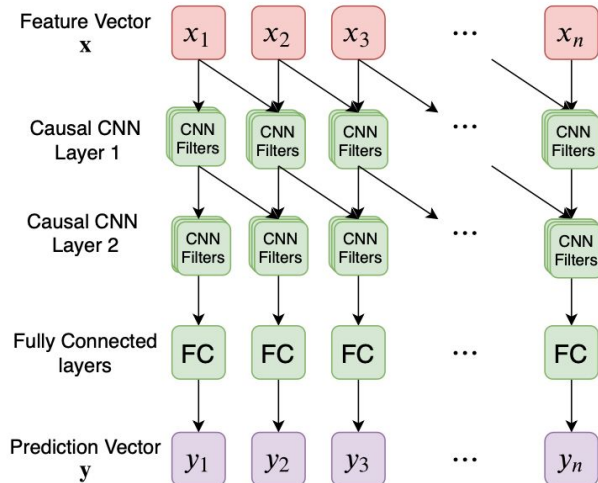 Feature Vector
x
x₁ x₂ x₃ ... xₙ
Causal CNN
Layer 1
CNN Filters CNN Filters CNN Filters ... CNN Filters
Causal CNN
Layer 2
CNN Filters CNN Filters CNN Filters ... CNN Filters
Fully Connected
layers
FC FC FC ... FC
Prediction Vector
y
y₁ y₂ y₃ ... yₙ